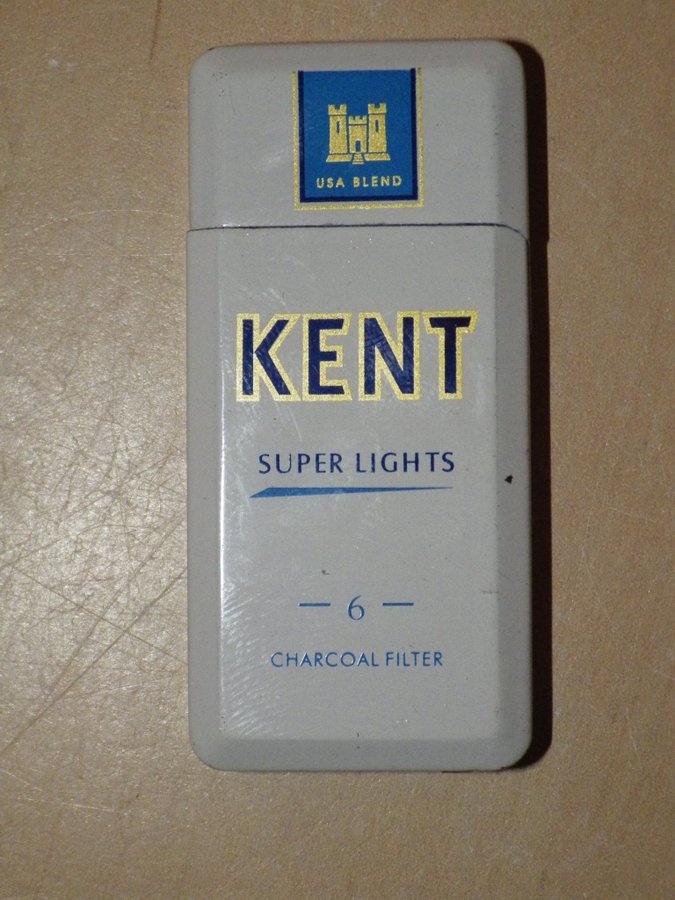 USA BLEND
KENT
SUPER LIGHTS
— 6 —
CHARCOAL FILTER